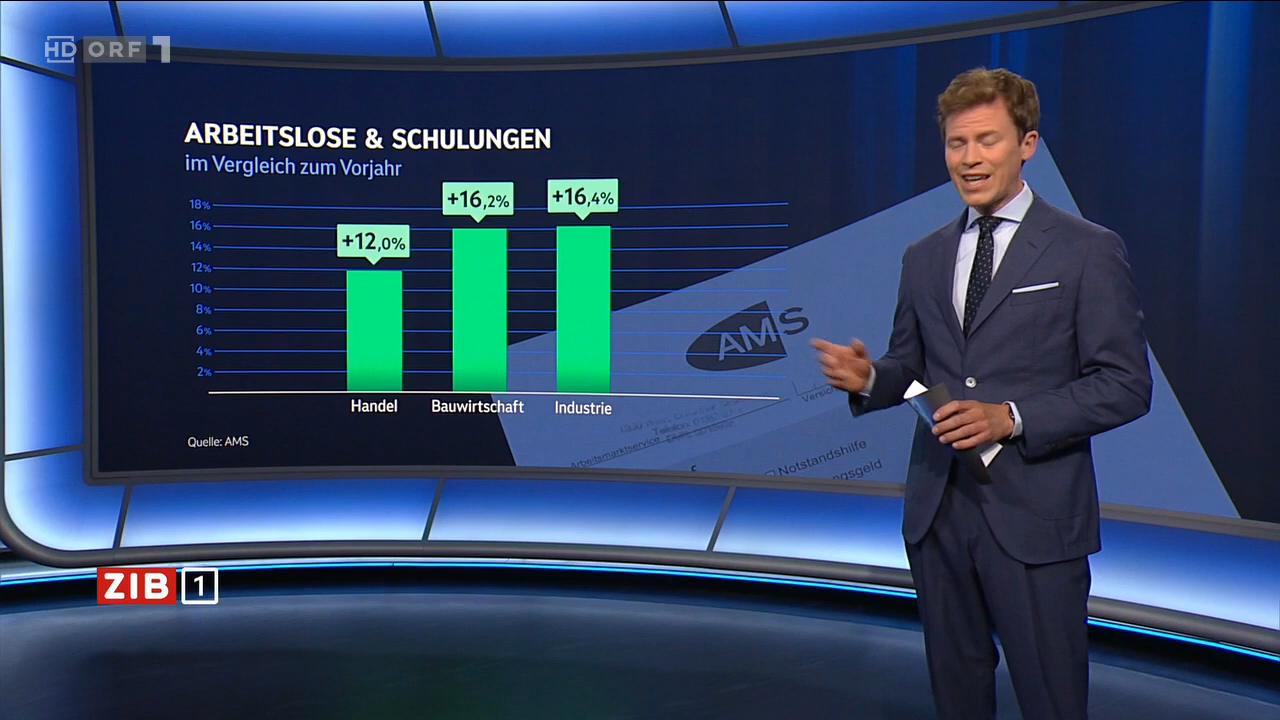 HD ORF 1
ARBEITSLOSE & SCHULUNGEN
im Vergleich zum Vorjahr
18%
16%
14%
12%
10%
8%
6%
4%
2%
+12,0%
+16,2%
+16,4%
Handel
Bauwirtschaft
Industrie
Quelle: AMS
AMS
Arbeitsmarktservice
Notstandshilfe
ZIB 1